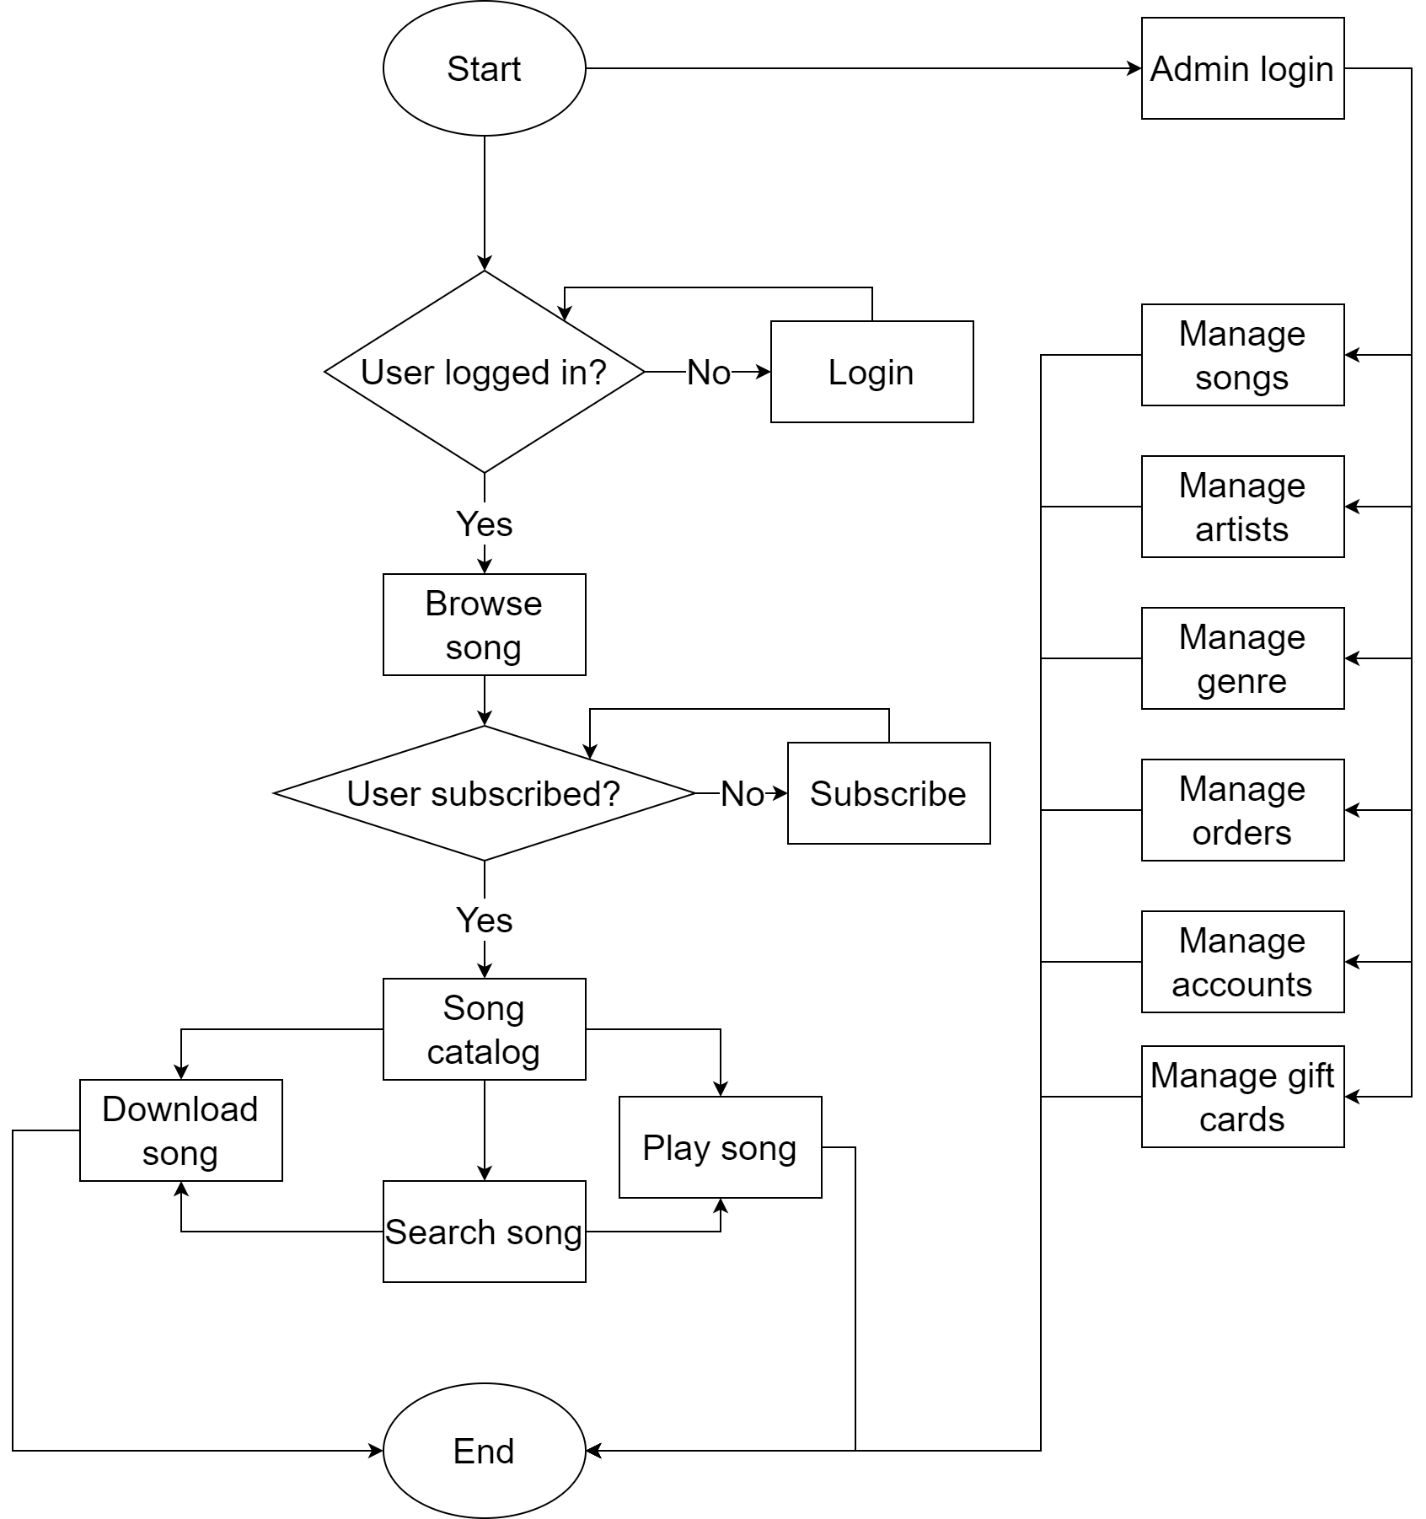 Start
Admin login
User logged in?
No
Login
Yes
Browse
song
User subscribed?
No
Subscribe
Yes
Song
catalog
Download
song
Play song
Search song
End
Manage
songs
Manage
artists
Manage
genre
Manage
orders
Manage
accounts
Manage gift
cards